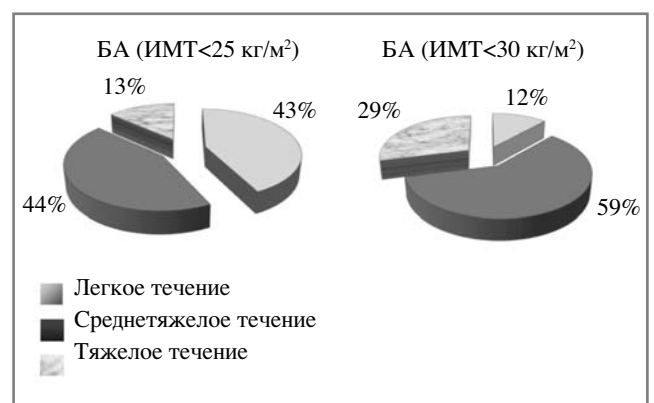 БА (ИМТ<25 кг/м²)
БА (ИМТ<30 кг/м²)
13%
43%
44%
29%
12%
59%
Легкое течение
Среднетяжелое течение
Тяжелое течение